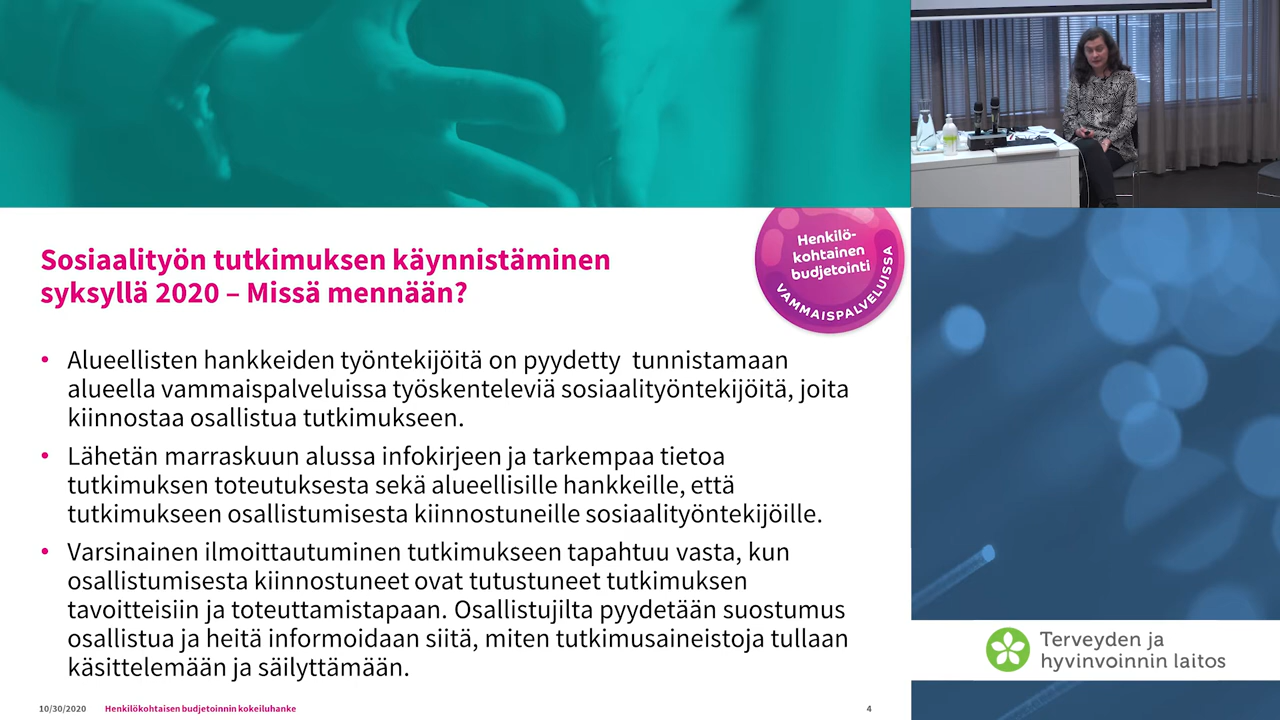 Sosiaalityön tutkimuksen käynnistäminen
syksyllä 2020 – Missä mennään?
Henkilö-
kohtainen
budjetointi
VAMMAISPALVELUISSA
• Alueellisten hankkeiden työntekijöitä on pyydetty  tunnistamaan
alueella vammaispalveluissa työskenteleviä sosiaalityöntekijöitä, joita
kiinnostaa osallistua tutkimukseen.
• Lähetän marraskuun alussa infokirjeen ja tarkempaa tietoa
tutkimuksen toteutuksesta sekä alueellisille hankkeille, että
tutkimukseen osallistumisesta kiinnostuneille sosiaalityöntekijöille.
• Varsinainen ilmoittautuminen tutkimukseen tapahtuu vasta, kun
osallistumisesta kiinnostuneet ovat tutustuneet tutkimuksen
tavoitteisiin ja toteuttamistapaan. Osallistujilta pyydetään suostumus
osallistua ja heitä informoidaan siitä, miten tutkimusaineistoja tullaan
käsittelemään ja säilyttämään.
10/30/2020 Henkilökohtaisen budjetoinnin kokeiluhanke 4
Terveyden ja
hyvinvoinnin laitos